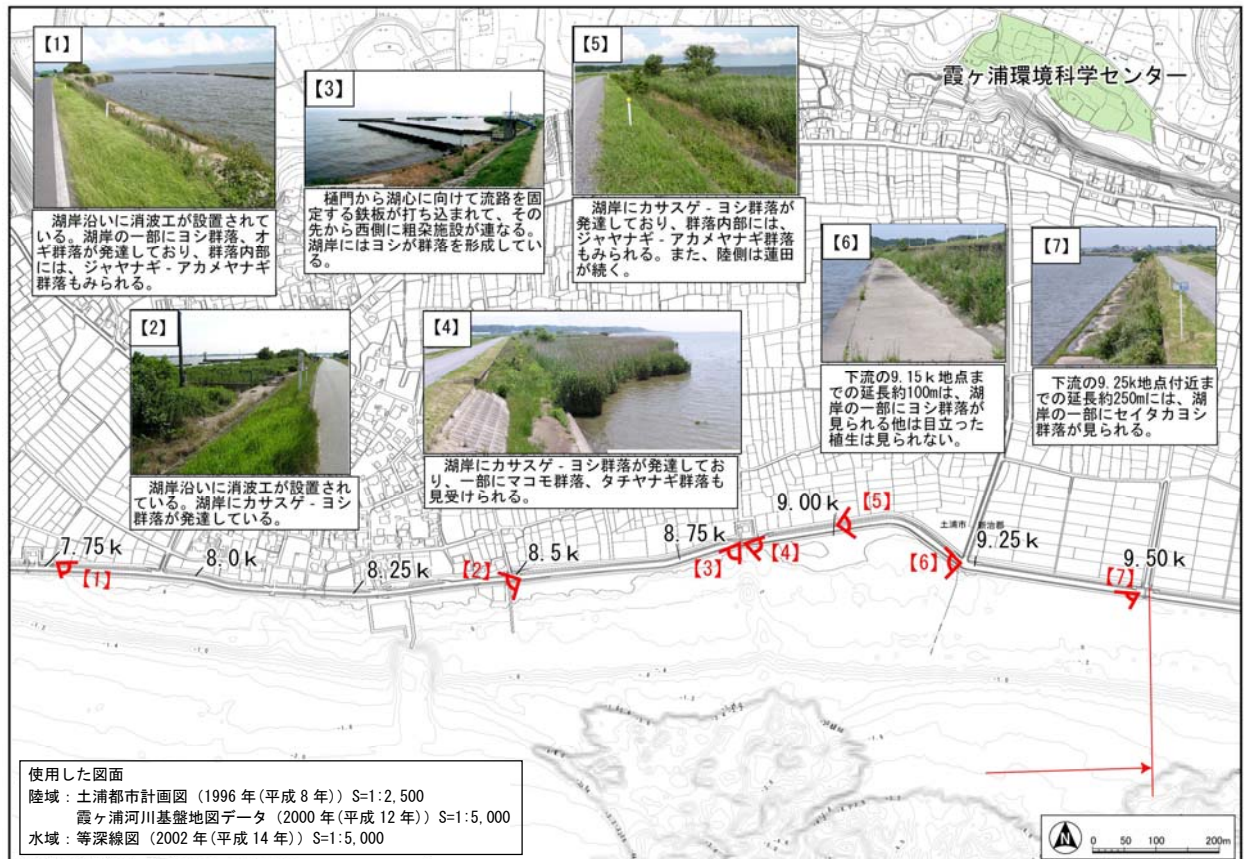 【1】
湖岸沿いに消波工が設置されて
いる。湖岸の一部にヨシ群落、オ
ギ群落が発達しており、群落内部
には、ジャヤナギ - アカメヤナギ
群落もみられる。
【3】
樋門から湖心に向けて流路を固
定する鉄板が打ち込まれて、その
先から西側に粗朶施設が連なる。
湖岸にはヨシが群落を形成してい
る。
【5】
湖岸にカサスゲ - ヨシ群落が
発達しており、群落内部には、
ジャヤナギ - アカメヤナギ群落
もみられる。また、陸側は蓮田
が続く。
霞ヶ浦環境科学センター
【6】
下流の9.15ｋ地点ま
での延長約100mは、湖
岸の一部にヨシ群落が
見られる他は目立った
植生は見られない。
【7】
下流の9.25k地点付近ま
での延長約250mには、湖
岸の一部にセイタカヨシ
群落が見られる。
【2】
湖岸沿いに消波工が設置され
ている。湖岸にカサスゲ - ヨシ
群落が発達している。
【4】
湖岸にカサスゲ - ヨシ群落が発達してお
り、一部にマコモ群落、タチヤナギ群落も
見受けられる。
7.75ｋ
8.0ｋ
8.25ｋ
8.5ｋ
8.75ｋ
9.00ｋ
9.25ｋ
9.50ｋ
【1】
【2】
【3】
【4】
【5】
【6】
【7】
土浦市
使用した図面
陸域：土浦都市計画図（1996 年(平成 8 年)）S=1:2,500
霞ヶ浦河川基盤地図データ（2000 年(平成 12 年)）S=1:5,000
水域：等深線図（2002 年(平成 14 年)）S=1:5,000
N
0 50 100 200m